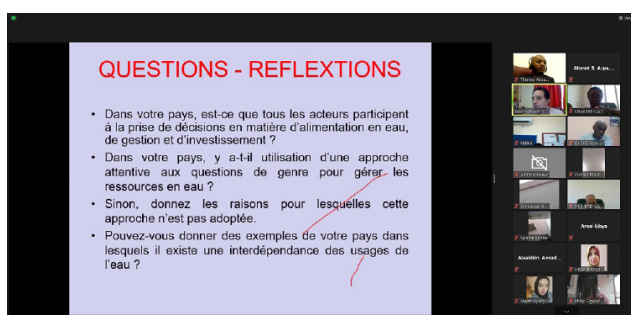 QUESTIONS - REFLEXTIONS
• Dans votre pays, est-ce que tous les acteurs participent
à la prise de décisions en matière d'alimentation en eau,
de gestion et d'investissement ?
• Dans votre pays, y a-t-il utilisation d'une approche
attentive aux questions de genre pour gérer les
ressources en eau ?
• Sinon, donnez les raisons pour lesquelles cette
approche n'est pas adoptée.
• Pouvez-vous donner des exemples de votre pays dans
lesquels il existe une interdépendance des usages de
l'eau ?
Ahmet B. Arpa...
Amal-Libya